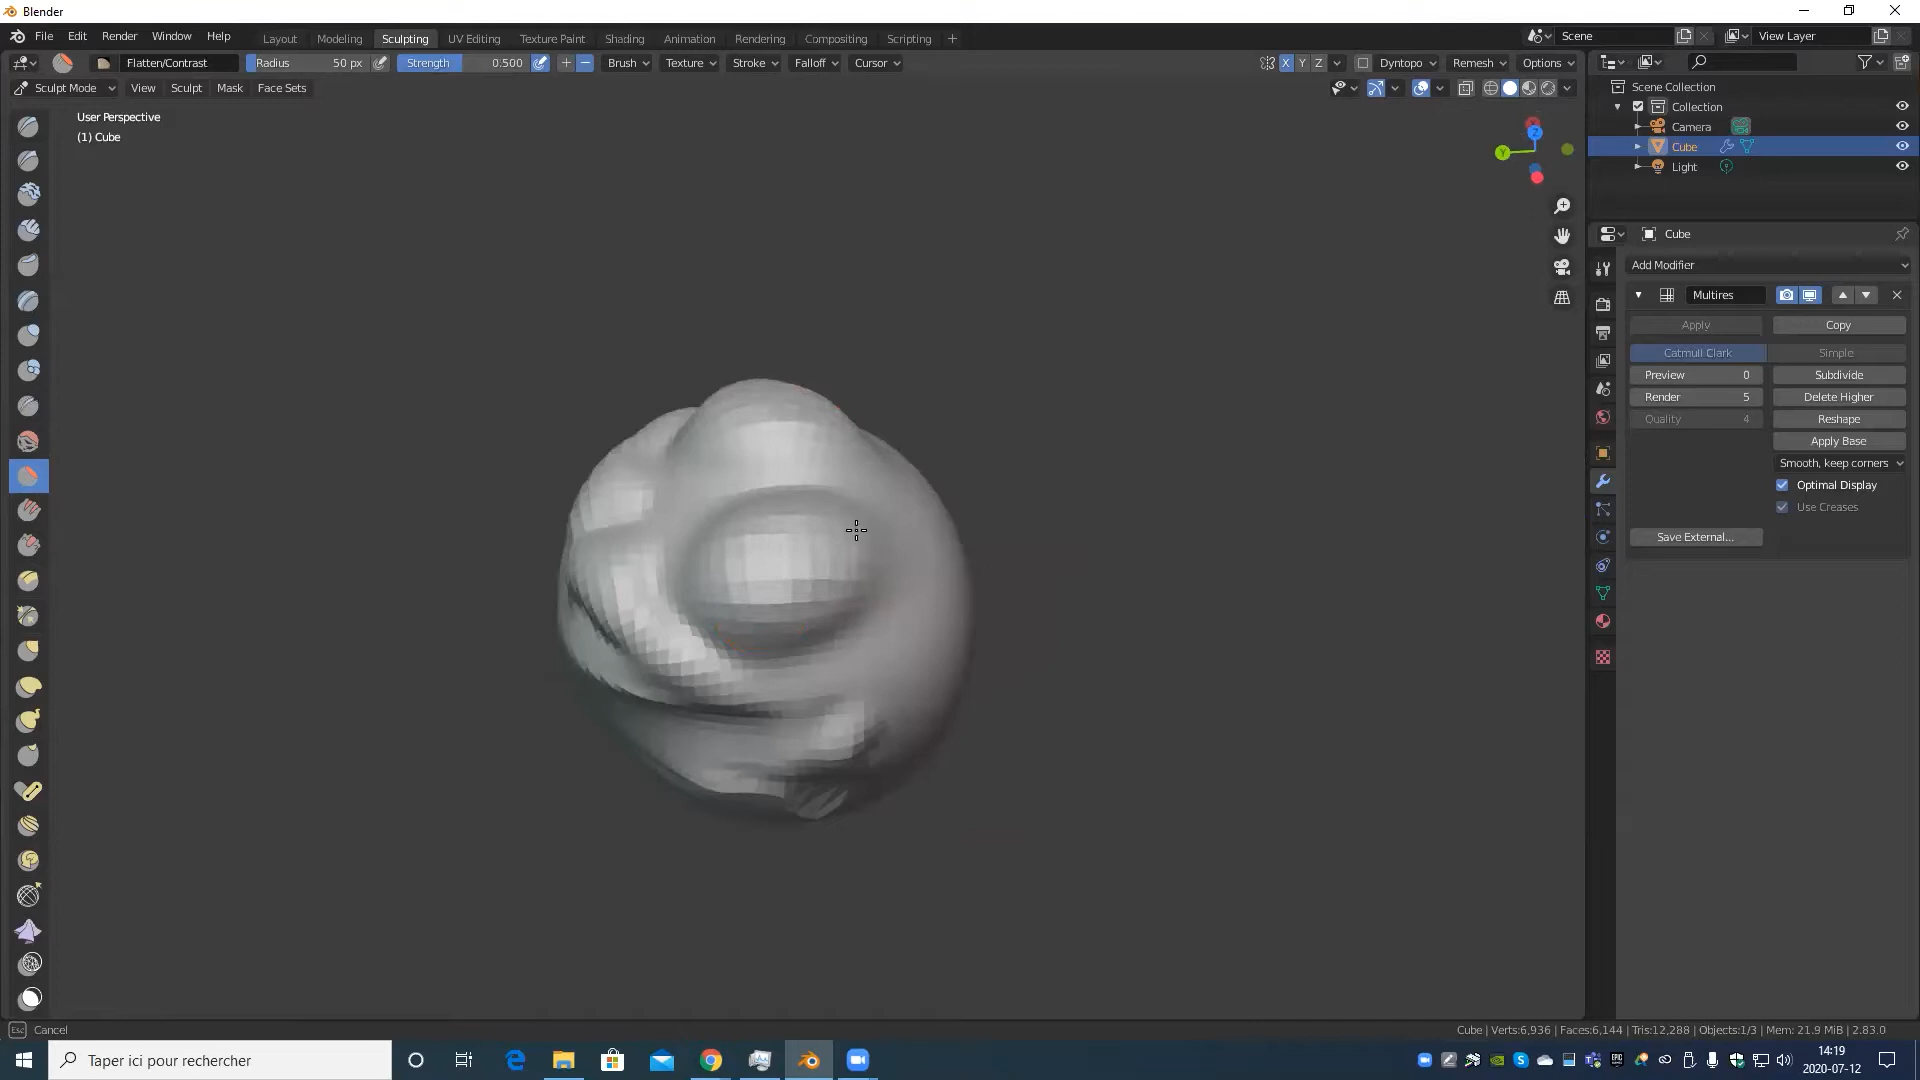 Blender
File Edit Render Window Help Layout Modeling Sculpting UV Editing Texture Paint Shading Animation Rendering Compositing Scripting + Scene View Layer
Flatten/Contrast Radius 50 px Strength 0.500 + − Brush Texture Stroke Falloff Cursor X Y Z Dyntopo Remesh Options
Sculpt Mode View Sculpt Mask Face Sets
User Perspective
(1) Cube
Z
Y
Scene Collection
Collection
Camera
Cube
Light
Cube
Add Modifier
Multires
Apply Copy
Catmull Clark Simple
Preview 0 Subdivide
Render 5 Delete Higher
Quality 4 Reshape
Apply Base
Smooth, keep corners
Optimal Display
Use Creases
Save External...
Esc Cancel Cube | Verts:6,936 | Faces:6,144 | Tris:12,288 | Objects:1/3 | Mem: 21.9 MiB | 2.83.0
Taper ici pour rechercher
14:19
2020-07-12